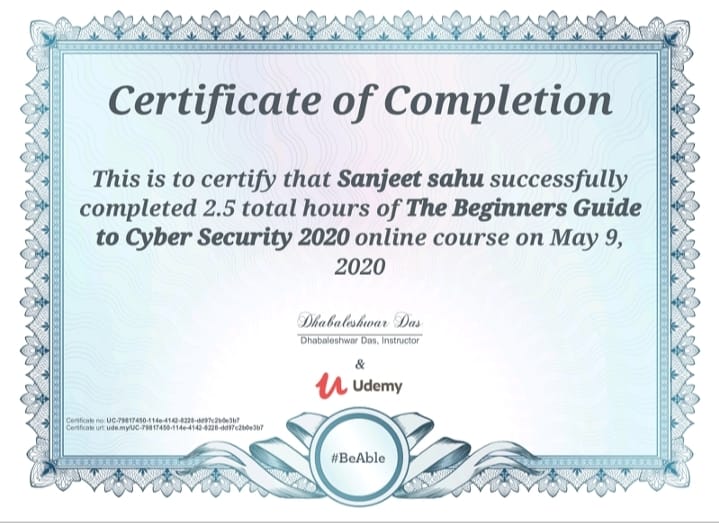 Certificate of Completion
This is to certify that Sanjeet sahu successfully
completed 2.5 total hours of The Beginners Guide
to Cyber Security 2020 online course on May 9,
2020
Dhabaleshwar Das
Dhabaleshwar Das, Instructor
&
Udemy
Certificate no: UC-79817450-114e-4142-8228-dd97c2b0e3b7
Certificate url: ude.my/UC-79817450-114e-4142-8228-dd97c2b0e3b7
#BeAble